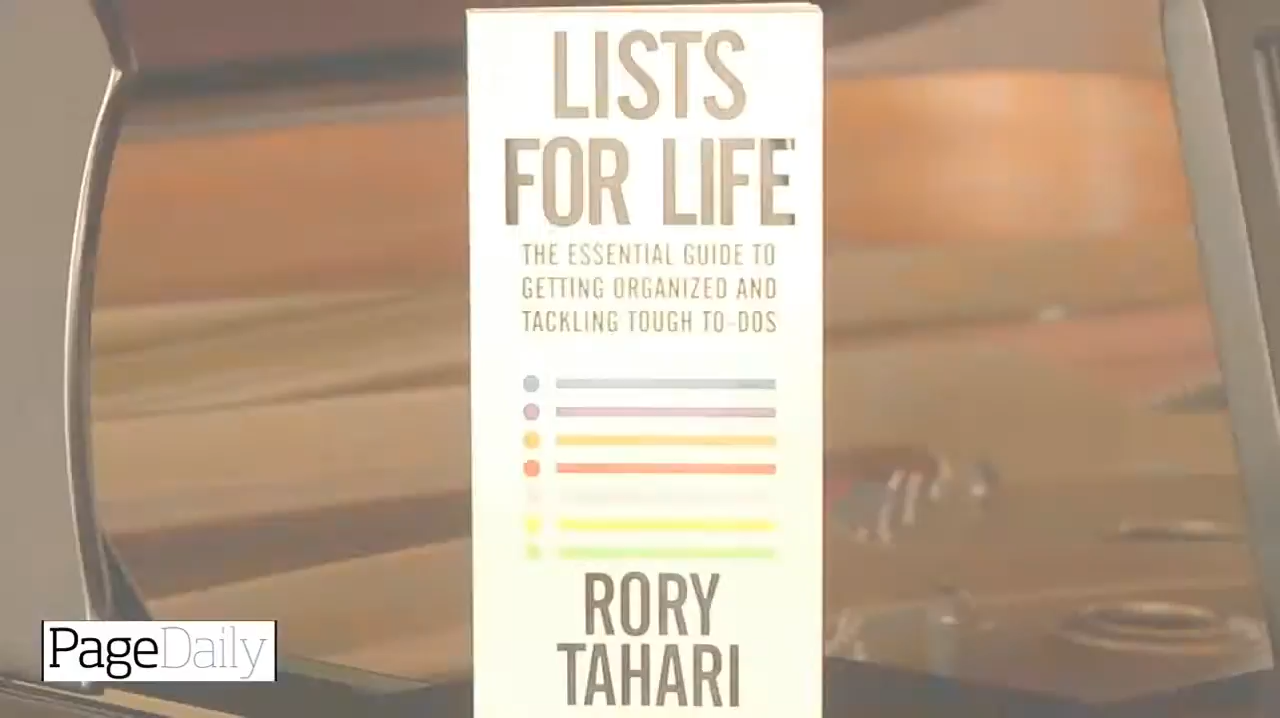 LISTS
FOR LIFE
THE ESSENTIAL GUIDE TO
GETTING ORGANIZED AND
TACKLING TOUGH TO-DOS
RORY
TAHARI
PageDaily